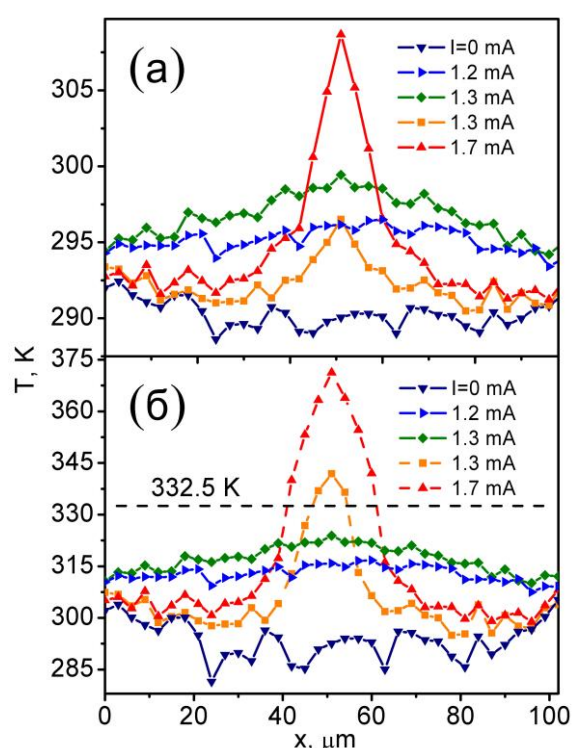 (а)
I=0 mA
1.2 mA
1.3 mA
1.3 mA
1.7 mA
305
300
295
290
T, K
375
(б)
I=0 mA
1.2 mA
1.3 mA
1.3 mA
1.7 mA
360
345
332.5 K
330
315
300
285
0 20 40 60 80 100
x, μm